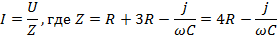 I = U/Z, где Z = R + 3R − j/ωC = 4R − j/ωC